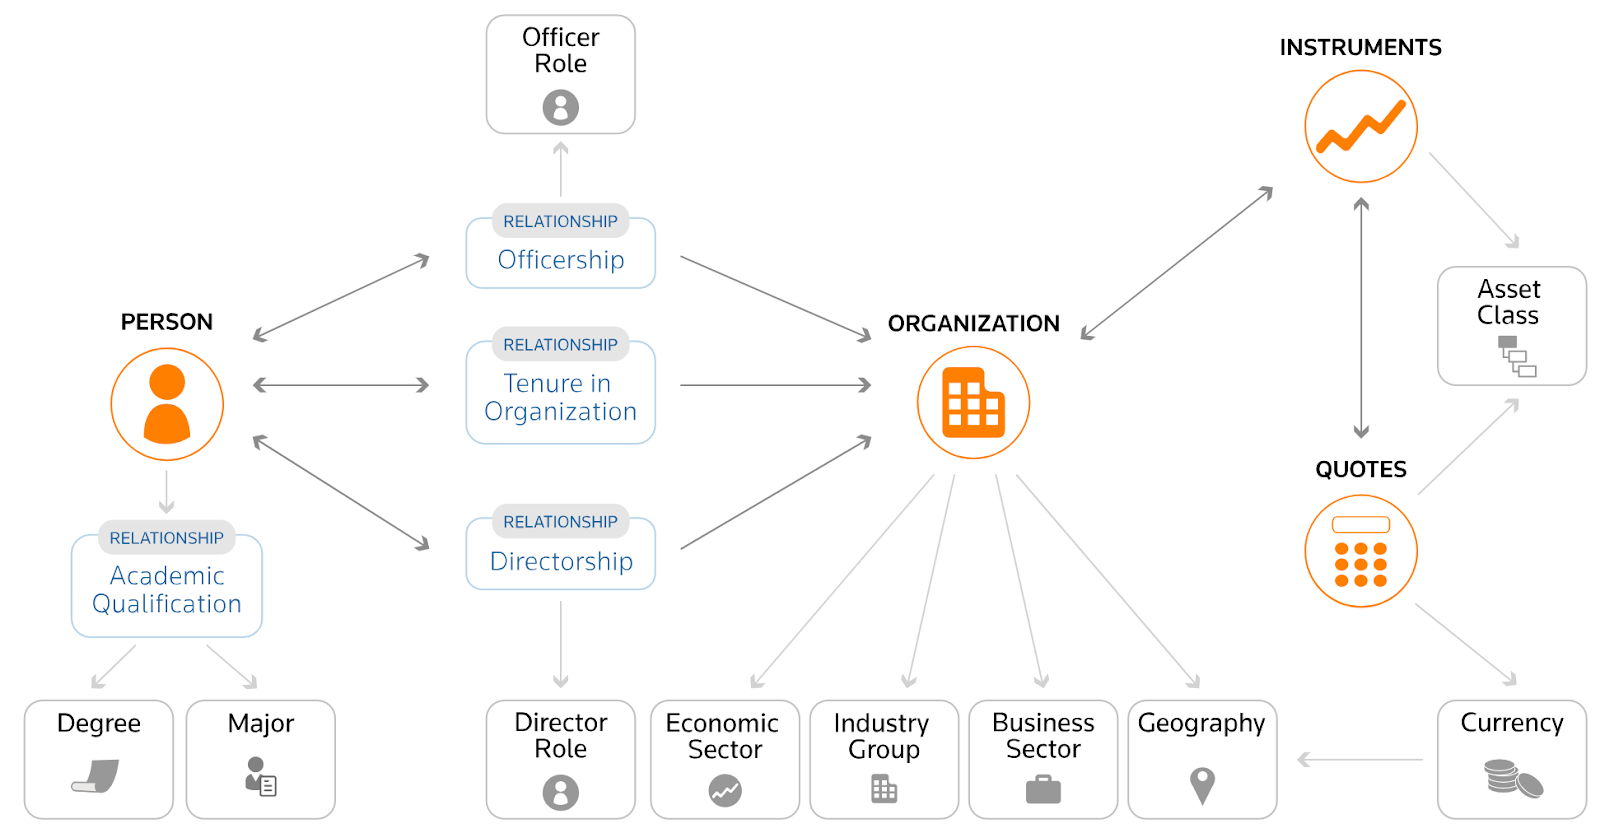 Officer
Role
INSTRUMENTS
RELATIONSHIP
Officership
Asset
Class
PERSON
RELATIONSHIP
Tenure in
Organization
ORGANIZATION
QUOTES
RELATIONSHIP
Directorship
RELATIONSHIP
Academic
Qualification
Degree
Major
Director
Role
Economic
Sector
Industry
Group
Business
Sector
Geography
Currency